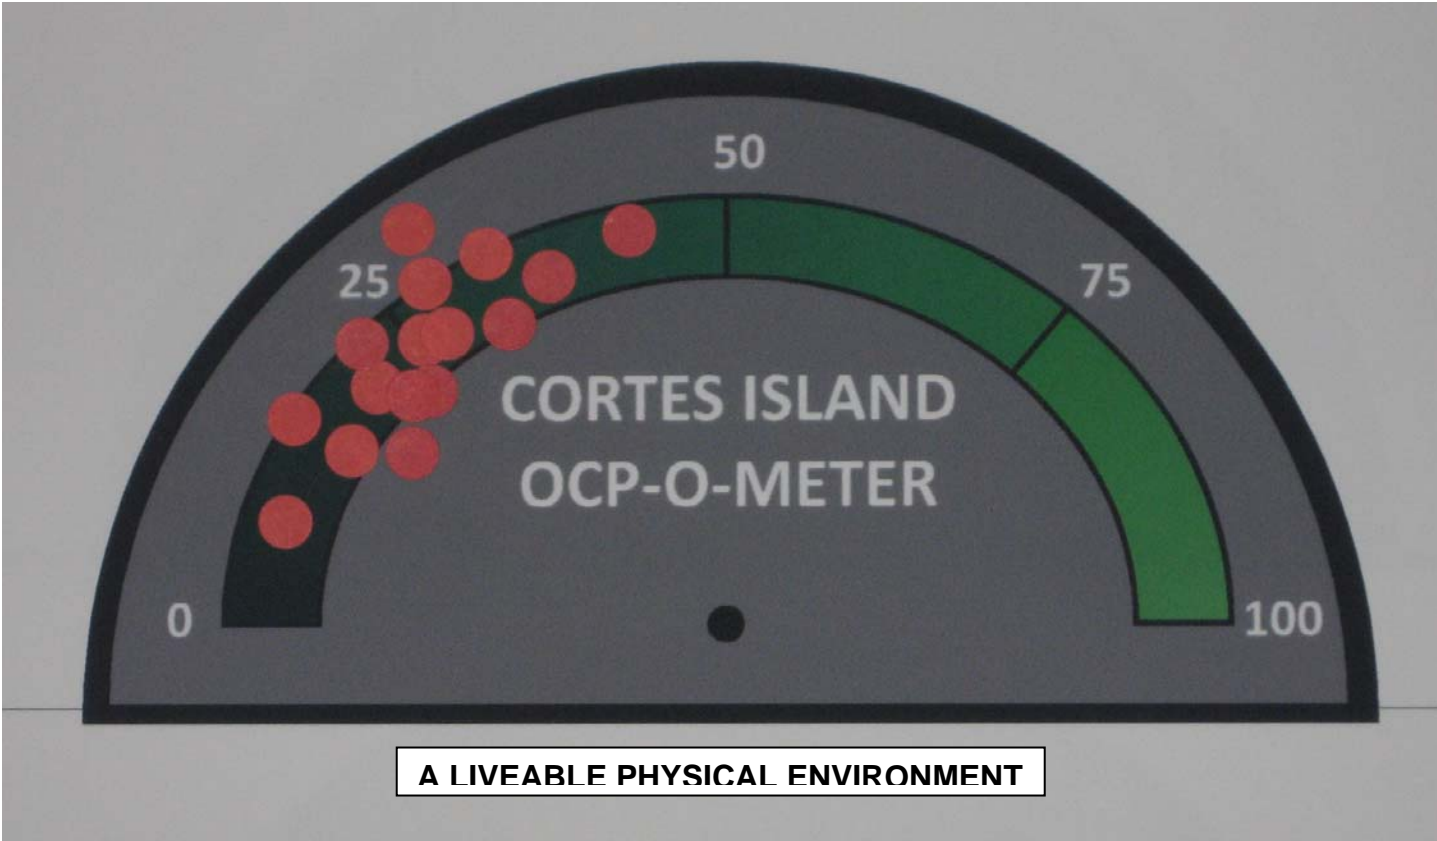 50
25
75
CORTES ISLAND
OCP-O-METER
0
100
A LIVEABLE PHYSICAL ENVIRONMENT